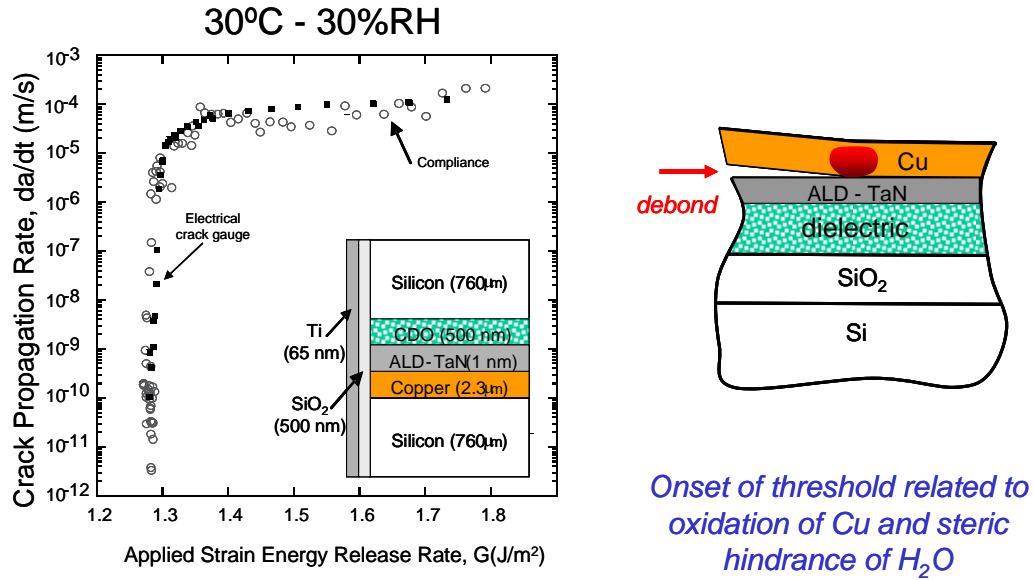 30ºC - 30%RH
Crack Propagation Rate, da/dt (m/s)
10-3
10-4
10-5
10-6
10-7
10-8
10-9
10-10
10-11
10-12
1.2 1.3 1.4 1.5 1.6 1.7 1.8
Applied Strain Energy Release Rate, G(J/m²)
Compliance
Electrical
crack gauge
Ti
(65 nm)
SiO2
(500 nm)
Silicon (760µm)
CDO (500 nm)
ALD-TaN(1 nm)
Copper (2.3µm)
Silicon (760µm)
debond
Cu
ALD - TaN
dielectric
SiO2
Si
Onset of threshold related to
oxidation of Cu and steric
hindrance of H2O